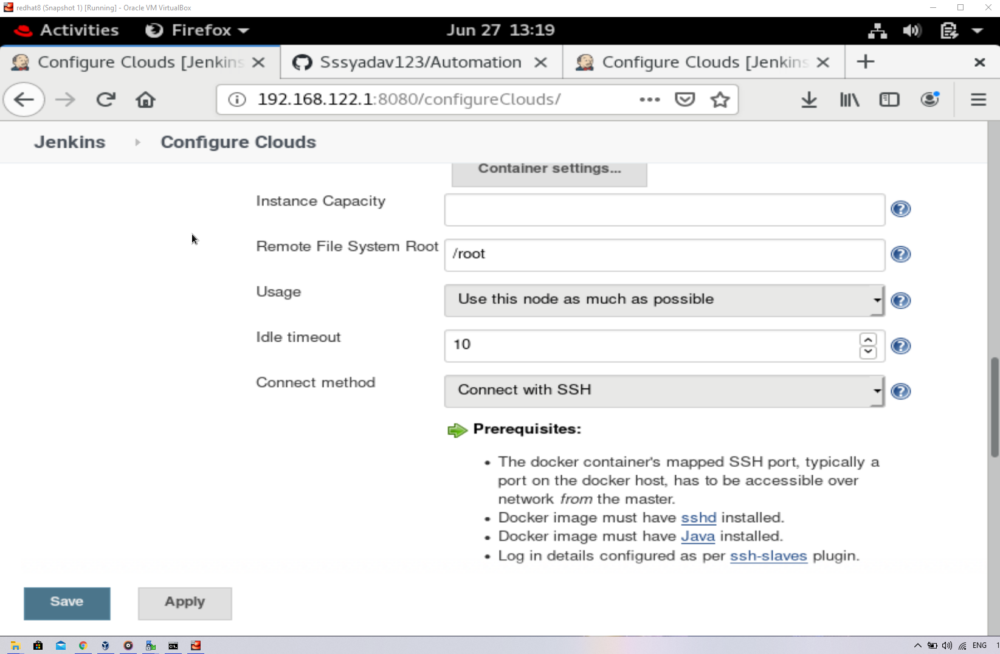 redhat8 (Snapshot 1) [Running] - Oracle VM VirtualBox
Activities Firefox Jun 27 13:19
Configure Clouds [Jenkins Sssyadav123/Automation Configure Clouds [Jenkins
192.168.122.1:8080/configureClouds/
Jenkins Configure Clouds
Container settings...
Instance Capacity
Remote File System Root /root
Usage Use this node as much as possible
Idle timeout 10
Connect method Connect with SSH
Prerequisites:
• The docker container's mapped SSH port, typically a
port on the docker host, has to be accessible over
network from the master.
• Docker image must have sshd installed.
• Docker image must have Java installed.
• Log in details configured as per ssh-slaves plugin.
Save Apply
ENG 1